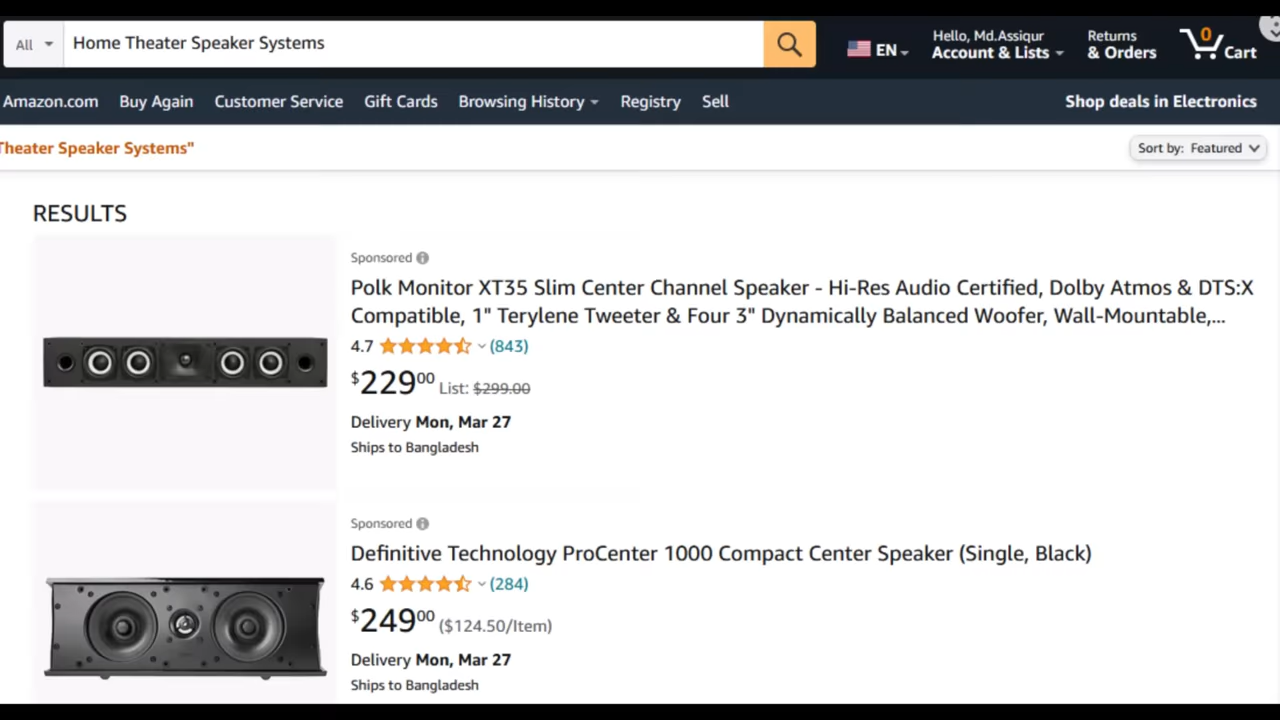 All
Home Theater Speaker Systems
EN
Hello, Md.Assiqur
Account & Lists
Returns
& Orders
0
Cart
Amazon.com
Buy Again
Customer Service
Gift Cards
Browsing History
Registry
Sell
Shop deals in Electronics
Theater Speaker Systems"
Sort by: Featured
RESULTS
Sponsored
Polk Monitor XT35 Slim Center Channel Speaker - Hi-Res Audio Certified, Dolby Atmos & DTS:X
Compatible, 1" Terylene Tweeter & Four 3" Dynamically Balanced Woofer, Wall-Mountable,...
4.7 (843)
$22900 List: $299.00
Delivery Mon, Mar 27
Ships to Bangladesh
Sponsored
Definitive Technology ProCenter 1000 Compact Center Speaker (Single, Black)
4.6 (284)
$24900 ($124.50/Item)
Delivery Mon, Mar 27
Ships to Bangladesh